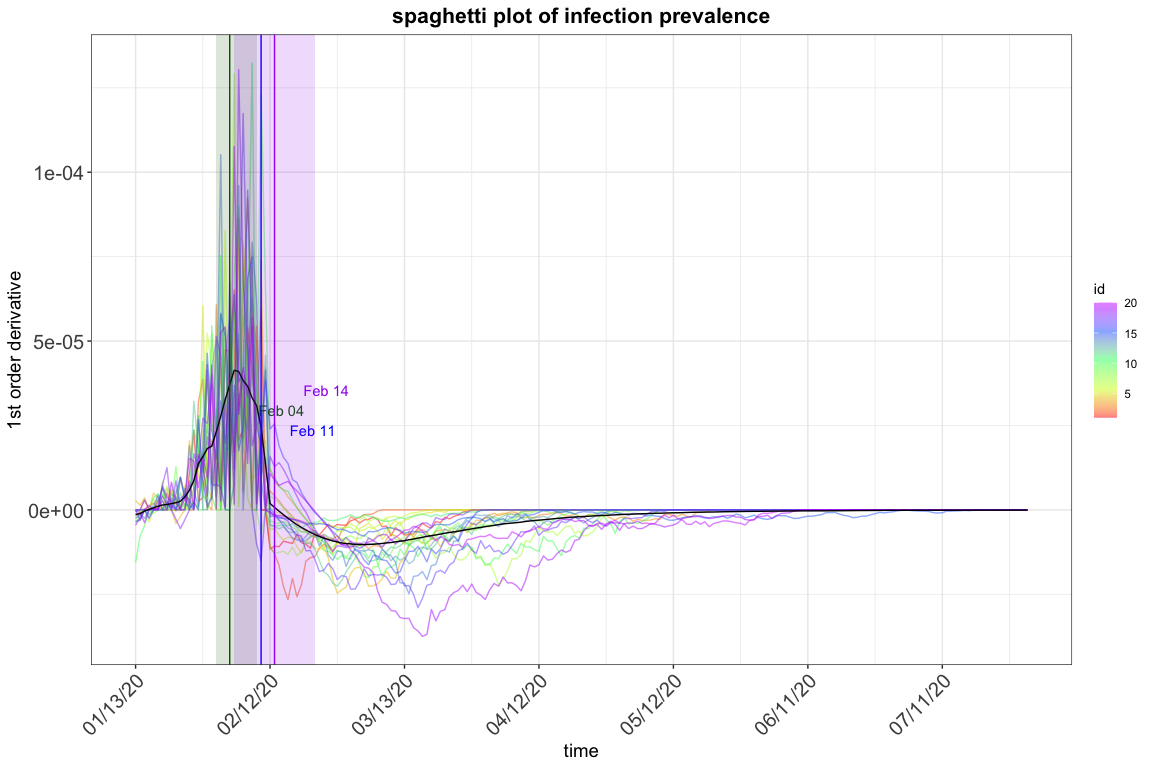 spaghetti plot of infection prevalence
1st order derivative
1e-04
5e-05
0e+00
Feb 14
Feb 04
Feb 11
01/13/20
02/12/20
03/13/20
04/12/20
05/12/20
06/11/20
07/11/20
time
id
20
15
10
5